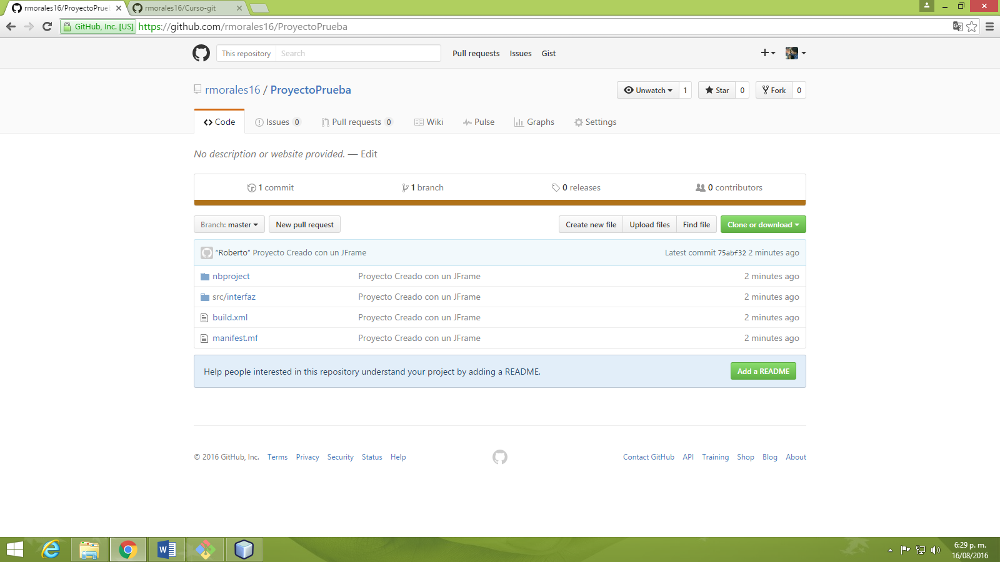 rmorales16/ProyectoPrue
rmorales16/Curso-git
GitHub, Inc. [US] https://github.com/rmorales16/ProyectoPrueba
This repository Search Pull requests Issues Gist
rmorales16 / ProyectoPrueba Unwatch 1 Star 0 Fork 0
Code Issues 0 Pull requests 0 Wiki Pulse Graphs Settings
No description or website provided. — Edit
1 commit 1 branch 0 releases 0 contributors
Branch: master New pull request Create new file Upload files Find file Clone or download
“Roberto” Proyecto Creado con un JFrame Latest commit 75abf32 2 minutes ago
nbproject Proyecto Creado con un JFrame 2 minutes ago
src/interfaz Proyecto Creado con un JFrame 2 minutes ago
build.xml Proyecto Creado con un JFrame 2 minutes ago
manifest.mf Proyecto Creado con un JFrame 2 minutes ago
Help people interested in this repository understand your project by adding a README. Add a README
© 2016 GitHub, Inc. Terms Privacy Security Status Help Contact GitHub API Training Shop Blog About
6:29 p. m.
16/08/2016